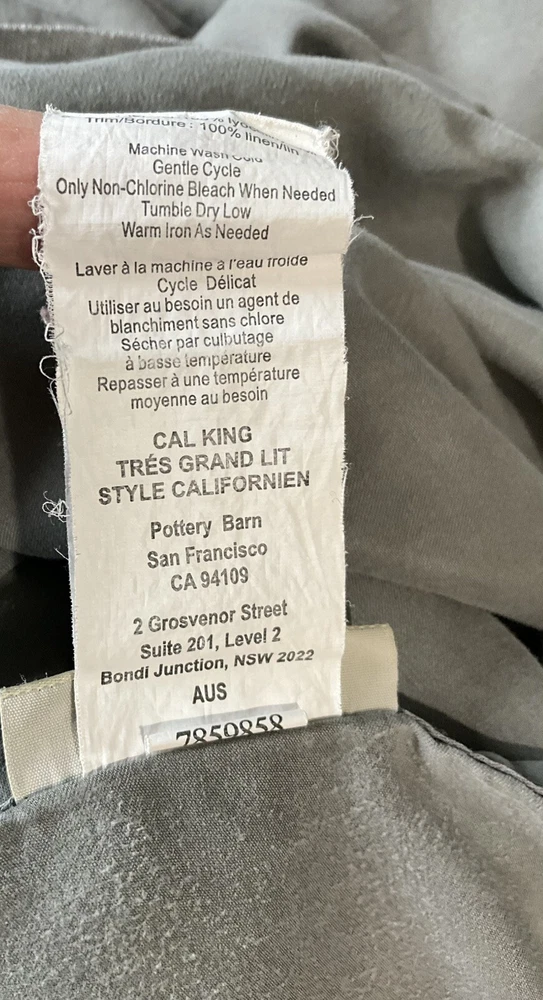 Trim/Bordure : 100% linen/lin
Machine Wash Cold
Gentle Cycle
Only Non-Chlorine Bleach When Needed
Tumble Dry Low
Warm Iron As Needed
Laver à la machine à l'eau froide
Cycle Délicat
Utiliser au besoin un agent de
blanchiment sans chlore
Sécher par culbutage
à basse température
Repasser à une température
moyenne au besoin
CAL KING
TRÉS GRAND LIT
STYLE CALIFORNIEN
Pottery Barn
San Francisco
CA 94109
2 Grosvenor Street
Suite 201, Level 2
Bondi Junction, NSW 2022
AUS
7850858